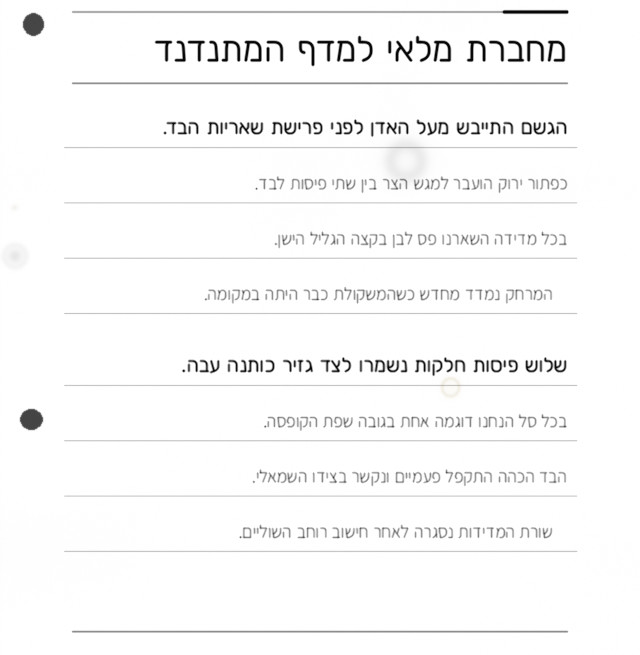 מחברת מלאי למדף המתנדנד
הגשם התייבש מעל האדן לפני פרישת שאריות הבד.
כפתור ירוק הועבר למגש הצר בין שתי פיסות לבד.
בכל מדידה השארנו פס לבן בקצה הגליל הישן.
המרחק נמדד מחדש כשהמשקולת כבר היתה במקומה.
שלוש פיסות חלקות נשמרו לצד גזיר כותנה עבה.
בכל סל הנחנו דוגמה אחת בגובה שפת הקופסה.
הבד הכהה התקפל פעמיים ונקשר בצידו השמאלי.
שורת המדידות נסגרה לאחר חישוב רוחב השוליים.